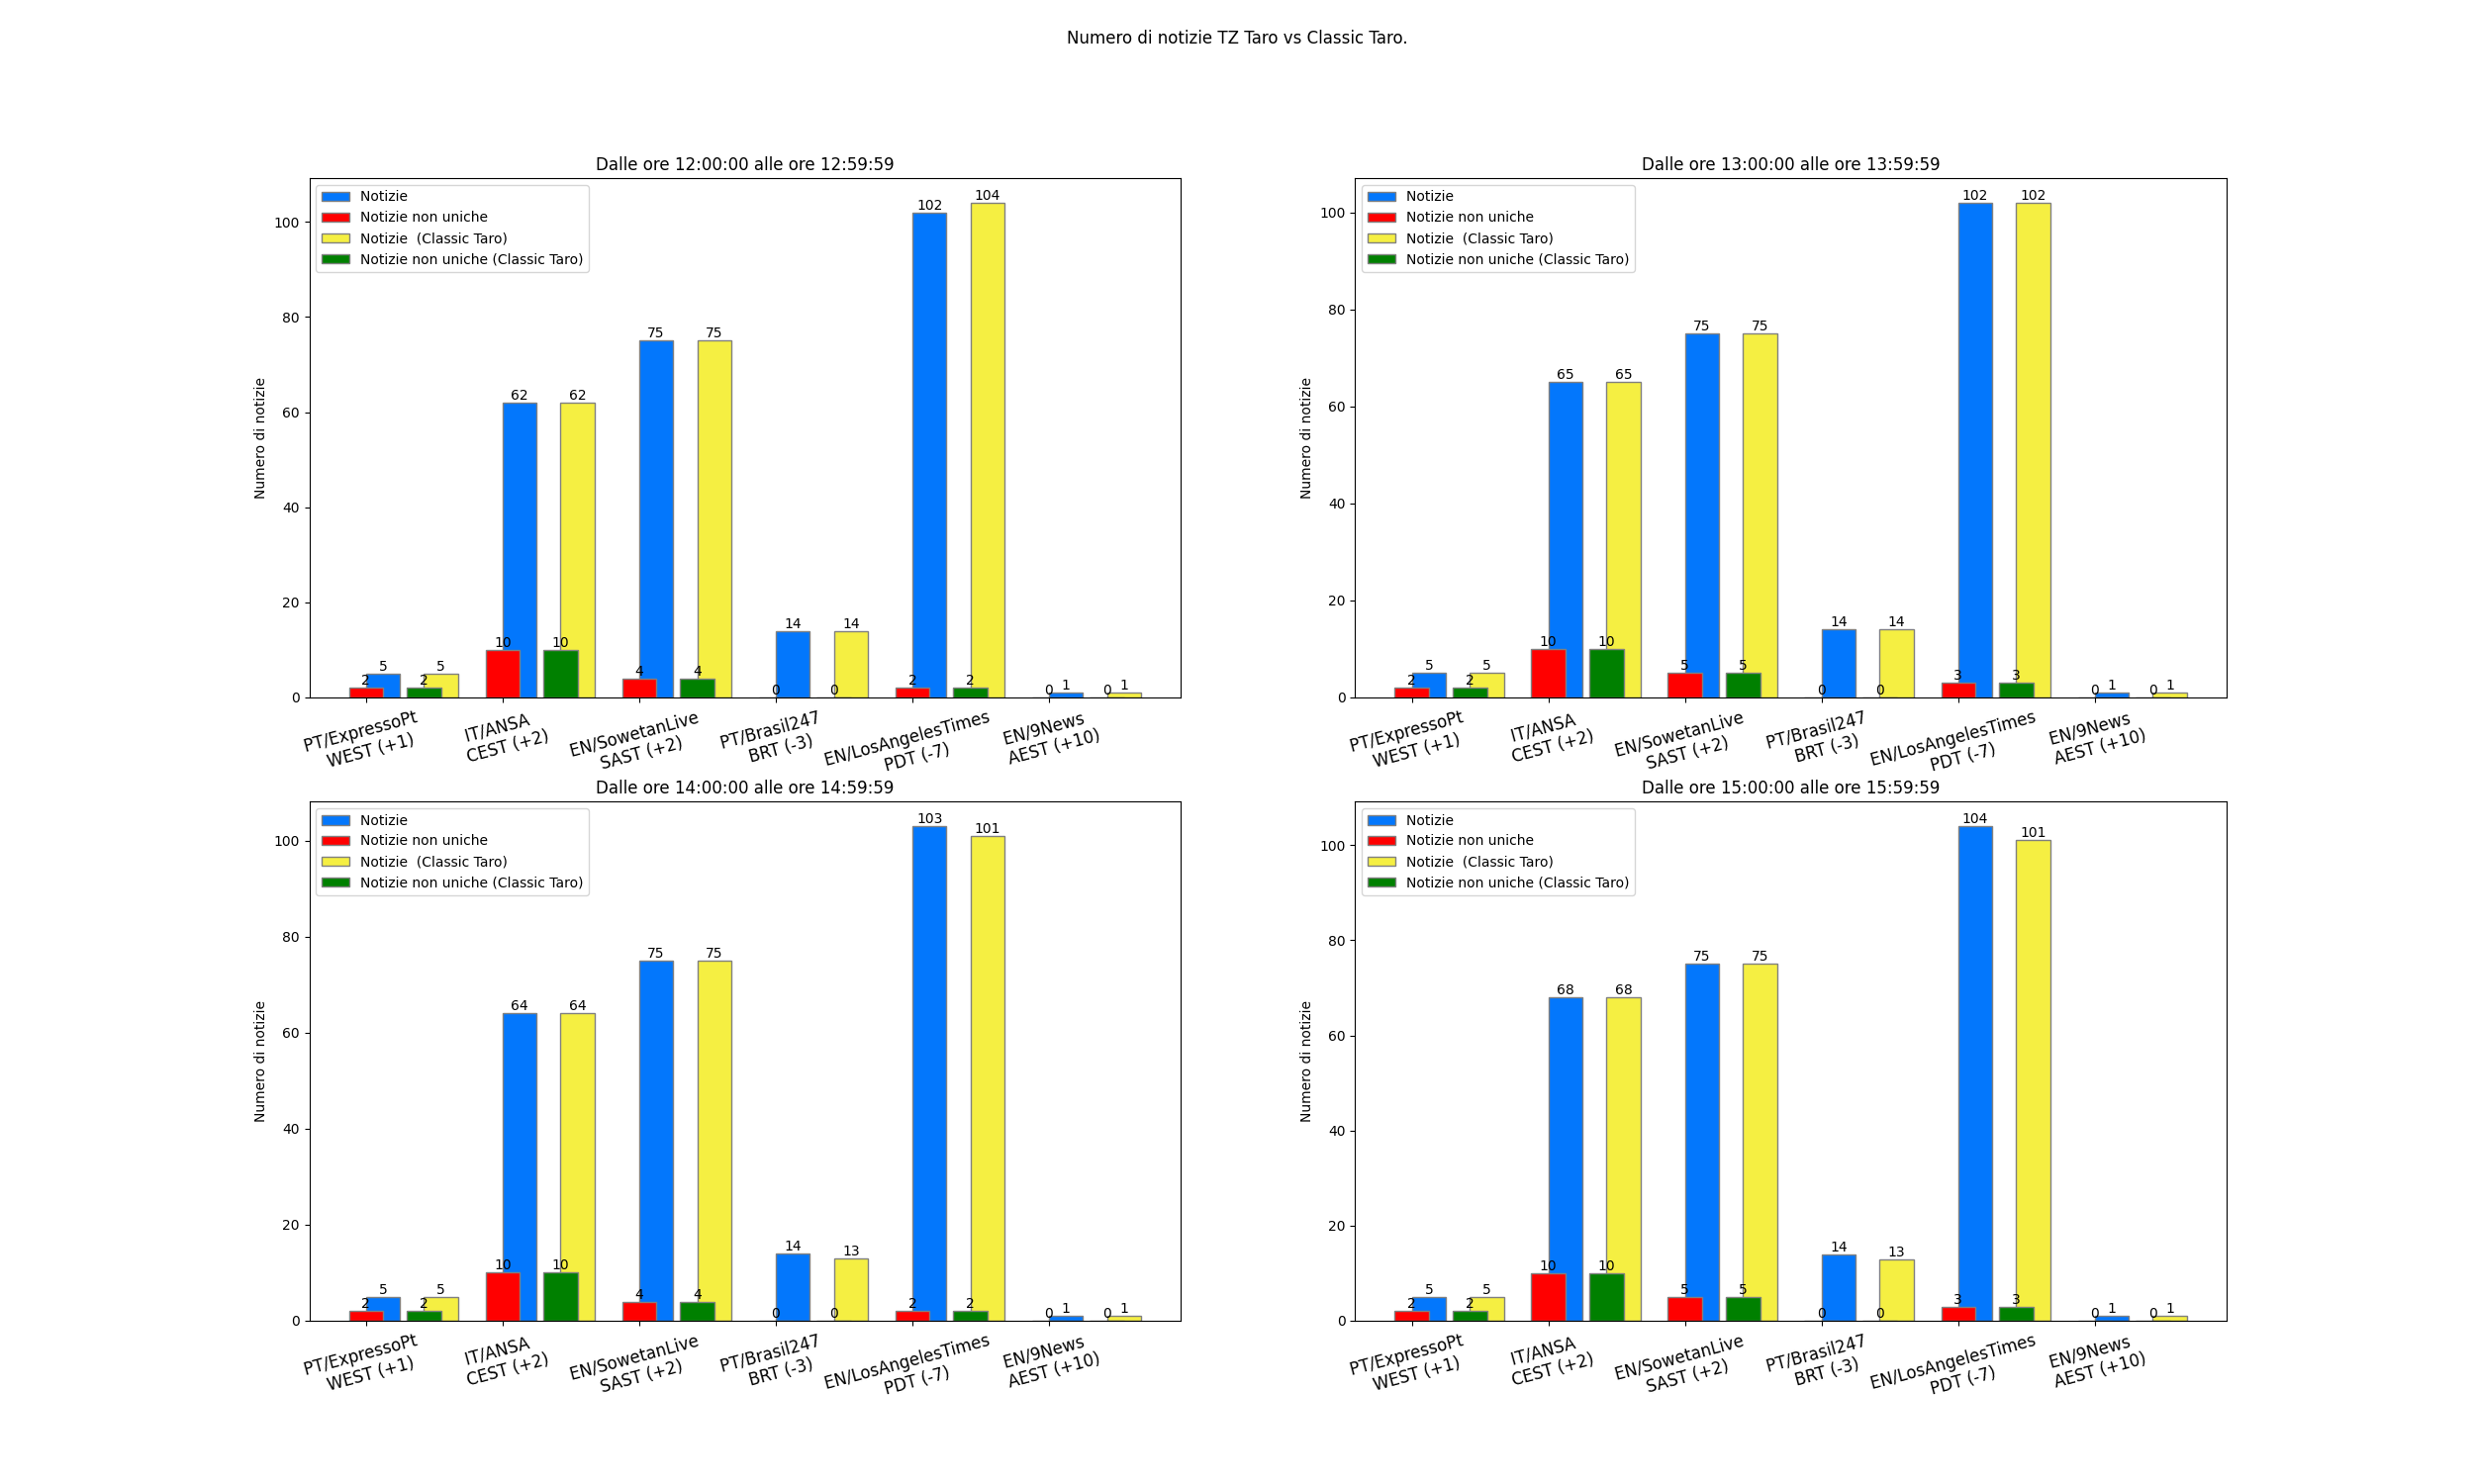 Numero di notizie TZ Taro vs Classic Taro.
Dalle ore 12:00:00 alle ore 12:59:59
Notizie
Notizie non uniche
Notizie (Classic Taro)
Notizie non uniche (Classic Taro)
Numero di notizie
100
80
60
40
20
0
5 5 62 62 75 75 14 14 102 104 1 1
2 2 10 10 4 4 0 0 2 2 0 0
PT/ExpressoPt
WEST (+1)
IT/ANSA
CEST (+2)
EN/SowetanLive
SAST (+2)
PT/Brasil247
BRT (-3)
EN/LosAngelesTimes
PDT (-7)
EN/9News
AEST (+10)
Dalle ore 13:00:00 alle ore 13:59:59
Notizie
Notizie non uniche
Notizie (Classic Taro)
Notizie non uniche (Classic Taro)
Numero di notizie
100
80
60
40
20
0
5 5 65 65 75 75 14 14 102 102 1 1
2 2 10 10 5 5 0 0 3 3 0 0
PT/ExpressoPt
WEST (+1)
IT/ANSA
CEST (+2)
EN/SowetanLive
SAST (+2)
PT/Brasil247
BRT (-3)
EN/LosAngelesTimes
PDT (-7)
EN/9News
AEST (+10)
Dalle ore 14:00:00 alle ore 14:59:59
Notizie
Notizie non uniche
Notizie (Classic Taro)
Notizie non uniche (Classic Taro)
Numero di notizie
100
80
60
40
20
0
5 5 64 64 75 75 14 13 103 101 1 1
2 2 10 10 4 4 0 0 2 2 0 0
PT/ExpressoPt
WEST (+1)
IT/ANSA
CEST (+2)
EN/SowetanLive
SAST (+2)
PT/Brasil247
BRT (-3)
EN/LosAngelesTimes
PDT (-7)
EN/9News
AEST (+10)
Dalle ore 15:00:00 alle ore 15:59:59
Notizie
Notizie non uniche
Notizie (Classic Taro)
Notizie non uniche (Classic Taro)
Numero di notizie
100
80
60
40
20
0
5 5 68 68 75 75 14 13 104 101 1 1
2 2 10 10 5 5 0 0 3 3 0 0
PT/ExpressoPt
WEST (+1)
IT/ANSA
CEST (+2)
EN/SowetanLive
SAST (+2)
PT/Brasil247
BRT (-3)
EN/LosAngelesTimes
PDT (-7)
EN/9News
AEST (+10)